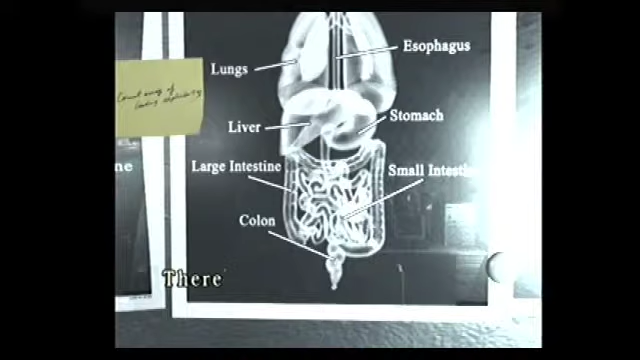 Esophagus
Lungs
Stomach
Liver
Large Intestine
Small Intesti
ne
Colon
There